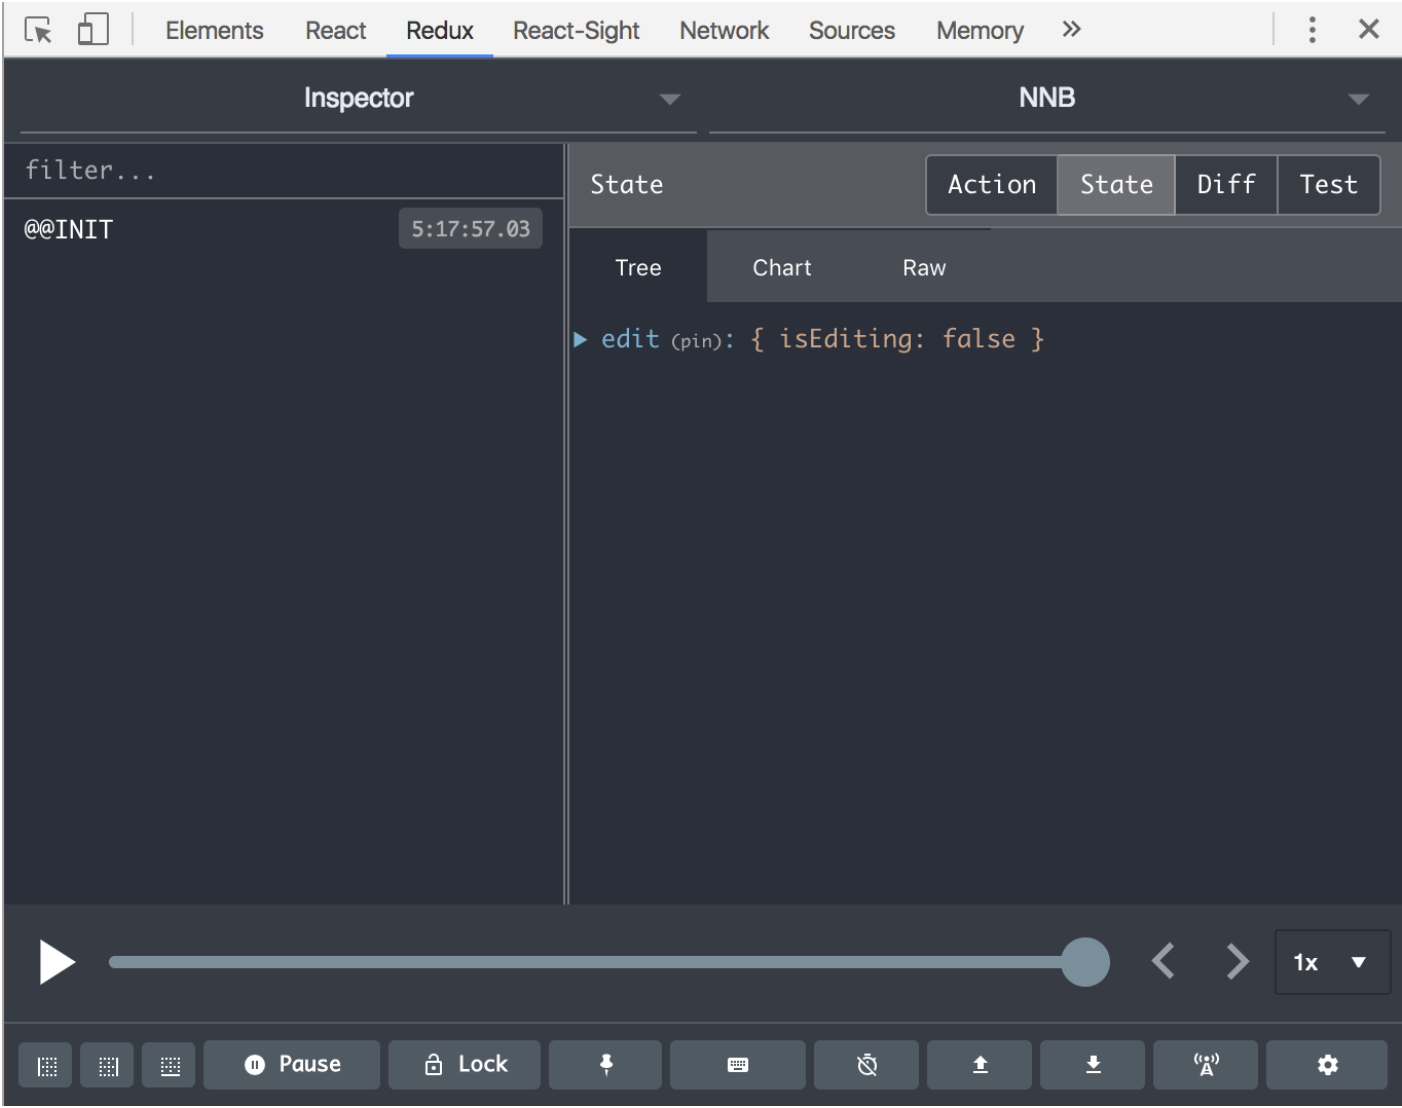 Elements React Redux React-Sight Network Sources Memory »
Inspector NNB
filter...
State Action State Diff Test
@@INIT 5:17:57.03
Tree Chart Raw
edit (pin): { isEditing: false }
1x
Pause Lock